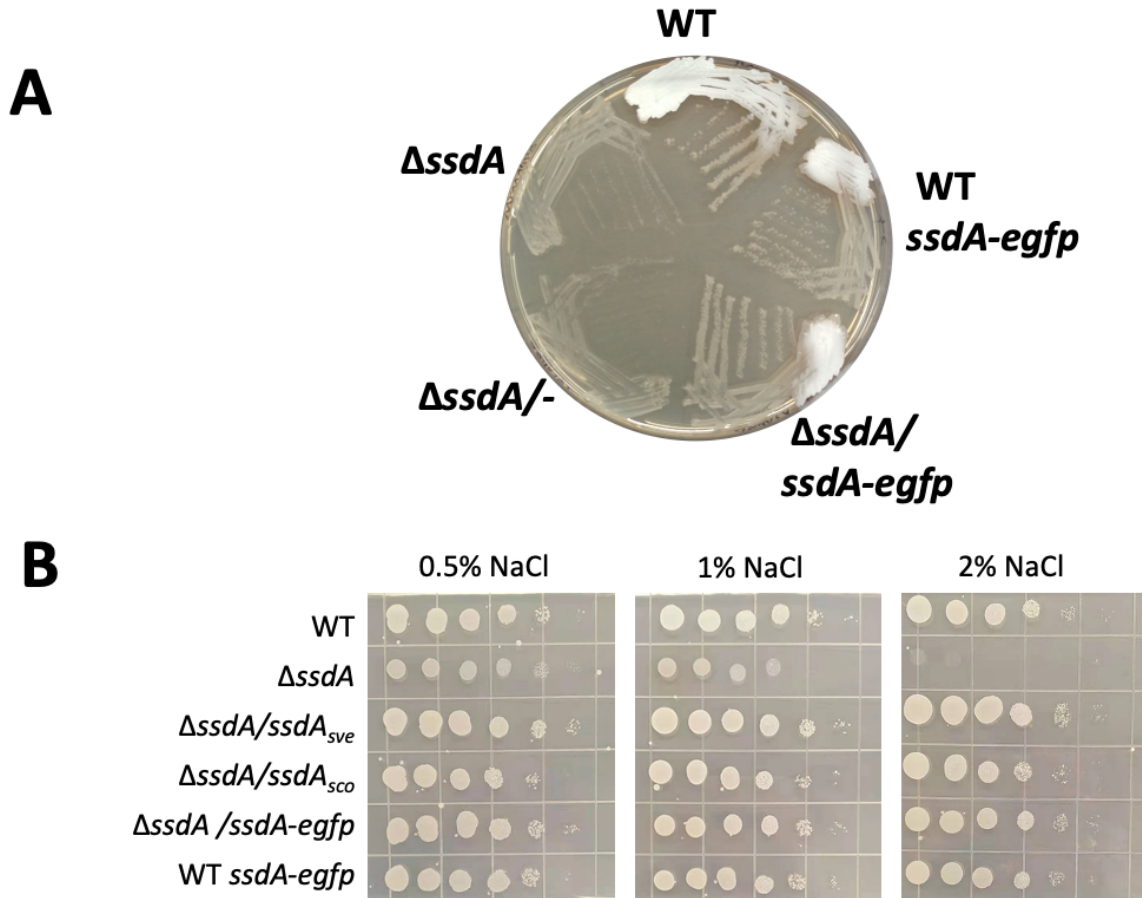 A
WT
ΔssdA
WT
ssdA-egfp
ΔssdA/-
ΔssdA/
ssdA-egfp
B
0.5% NaCl
1% NaCl
2% NaCl
WT
ΔssdA
ΔssdA/ssdAsve
ΔssdA/ssdAsco
ΔssdA /ssdA-egfp
WT ssdA-egfp